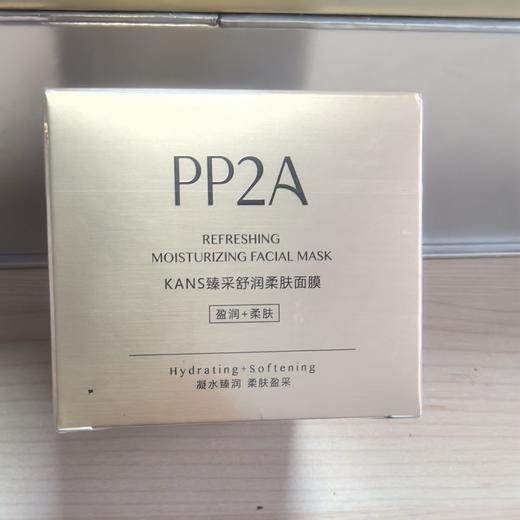 PP2A
REFRESHING
MOISTURIZING FACIAL MASK
KANS臻采舒润柔肤面膜
盈润+柔肤
Hydrating+Softening
凝水臻润 柔肤盈采